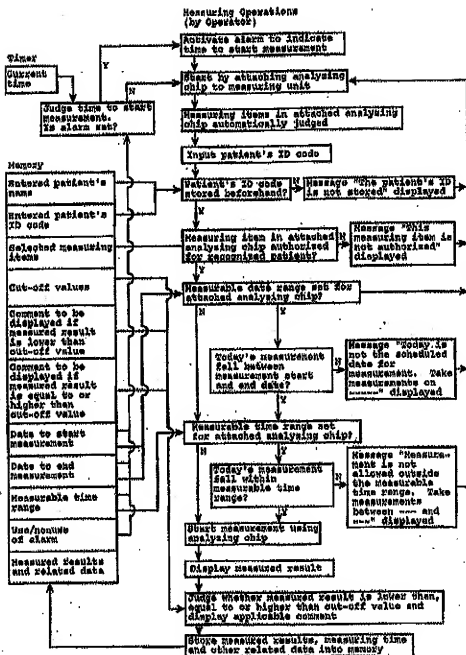 Measuring Operations
(by Operator)
Activate alarm to indicate
time to start measurement
Timer
Current
time
Y
N
Start by attaching analyzing
chip to measuring unit
Judge time to start
measurement.
Is alarm set?
Measuring items in attached analyzing
chip automatically judged
Input patient's ID code
Memory
Entered patient's
name
Entered patient's
ID code
Selected measuring
items
Cut-off values
Comment to be
displayed if
measured result
is lower than
cut-off value
Comment to be
displayed if
measured result
is equal to or
higher than
cut-off value
Date to start
measurement
Date to end
measurement
Measurable time
range
Use/nonuse
of alarm
Measured results
and related data
Patient's ID code
stored beforehand?
N
Message "The patient's ID
is not stored" displayed
Y
Measuring item in attached
analysing chip authorized
for recognized patient?
N
Message "This
measuring item is
not authorized"
displayed
Y
Measurable date range set for
attached analysing chip?
N
Y
Today's measurement
fall between
measurement start
and end date?
N
Message "Today is
not the scheduled
date for
measurement. Take
measurements on
~~~~" displayed
Y
Measurable time range set
for attached analysing chip?
N
Y
Today's measurement
fall within
measurable time
range?
N
Message "Measure-
ment is not
allowed outside
the measurable
time range. Take
measurements
between ~~~ and
~~~" displayed
Y
Start measurement using
analyzing chip
Display measured result
Judge whether measured result is lower than,
equal to or higher than cut-off value and
display applicable comment
Store measured results, measuring time
and other related data into memory